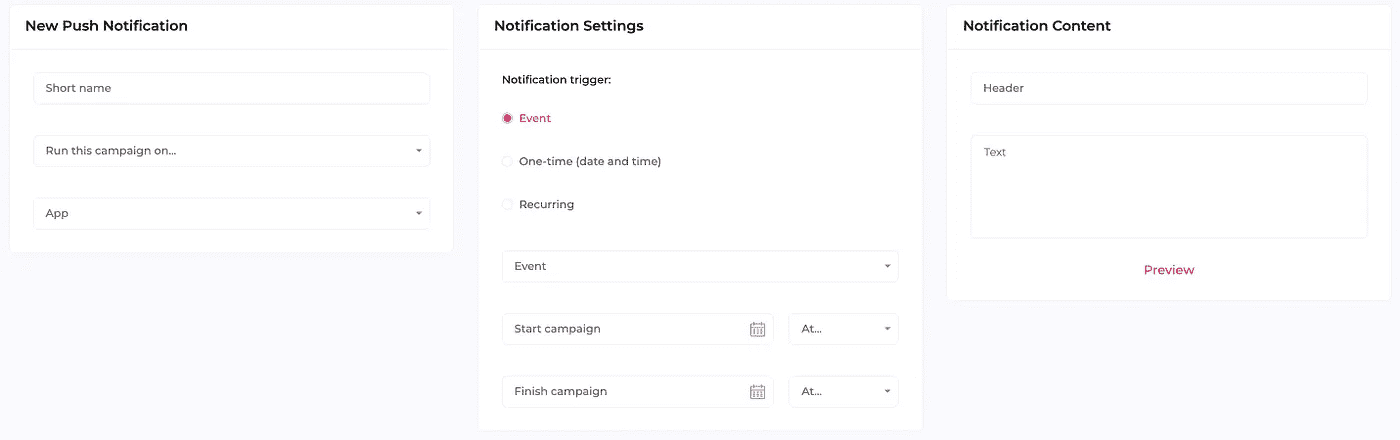 New Push Notification
Short name
Run this campaign on...
App
Notification Settings
Notification trigger:
Event
One-time (date and time)
Recurring
Event
Start campaign
At...
Finish campaign
At...
Notification Content
Header
Text
Preview